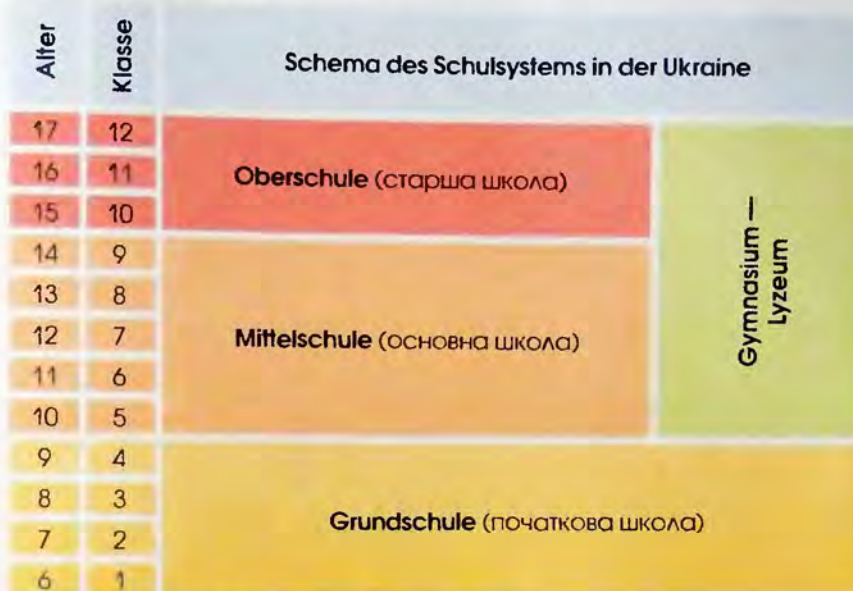 Alter
Klasse
Schema des Schulsystems in der Ukraine
17 12
16 11
15 10
Oberschule (старша школа)
14 9
13 8
12 7
11 6
10 5
Mittelschule (основна школа)
Gymnasium —
Lyzeum
9 4
8 3
7 2
6 1
Grundschule (початкова школа)